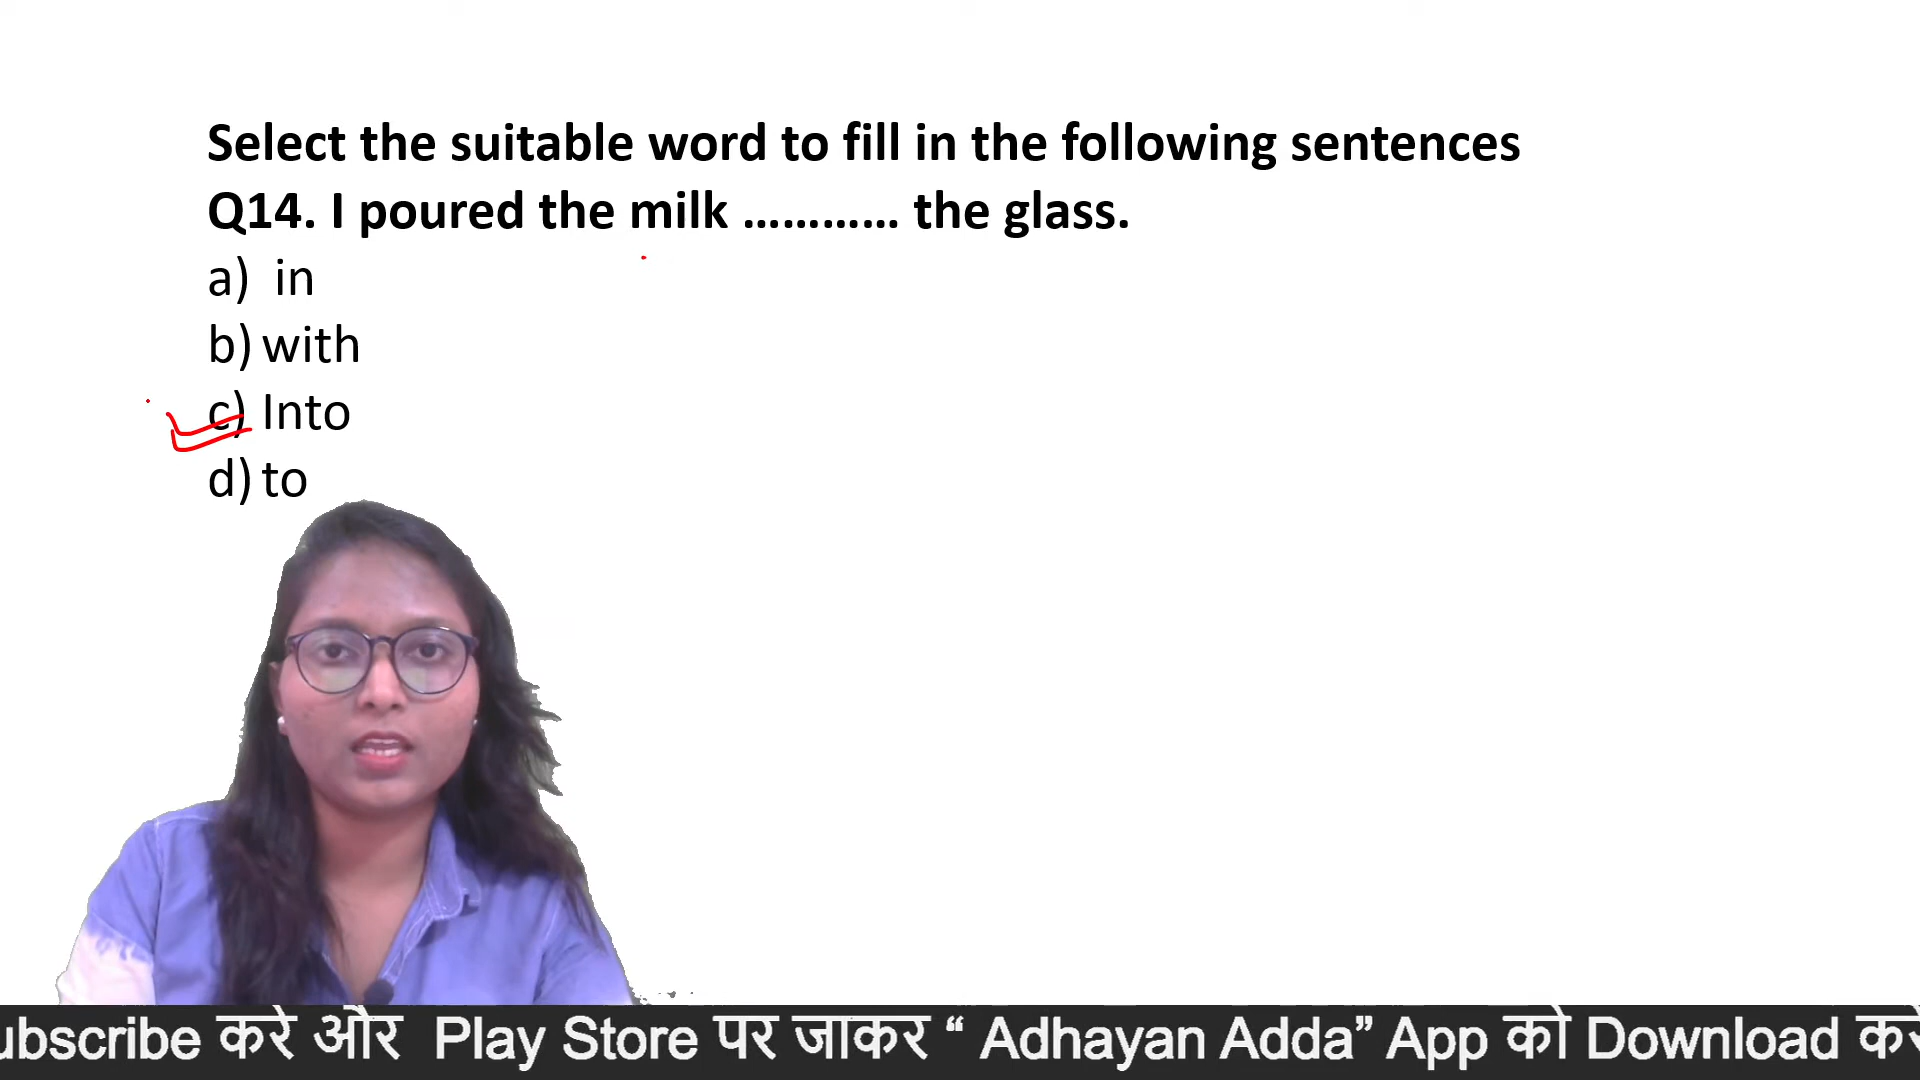 Select the suitable word to fill in the following sentences
Q14. I poured the milk ............ the glass.
a) in
b) with
c) Into
d) to
ubscribe करे और Play Store पर जाकर “ Adhayan Adda” App को Download करे